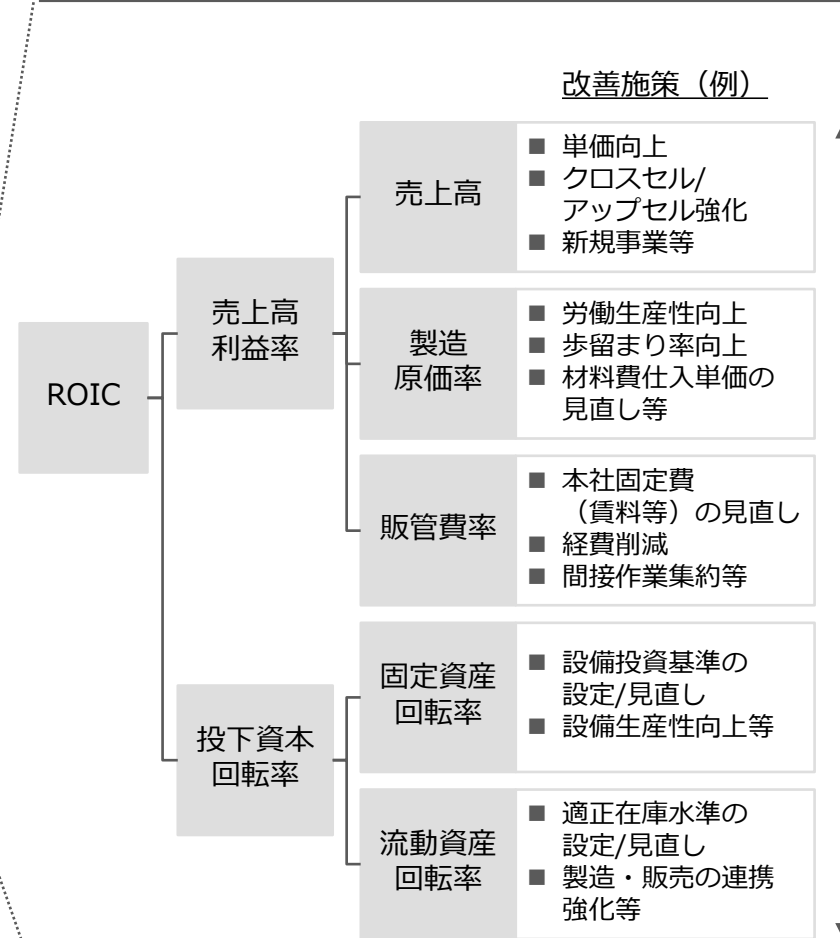 改善施策（例）
ROIC
売上高
利益率
売上高
■ 単価向上
■ クロスセル/
アップセル強化
■ 新規事業等
製造
原価率
■ 労働生産性向上
■ 歩留まり率向上
■ 材料費仕入単価の
見直し等
販管費率
■ 本社固定費
（賃料等）の見直し
■ 経費削減
■ 間接作業集約等
投下資本
回転率
固定資産
回転率
■ 設備投資基準の
設定/見直し
■ 設備生産性向上等
流動資産
回転率
■ 適正在庫水準の
設定/見直し
■ 製造・販売の連携
強化等